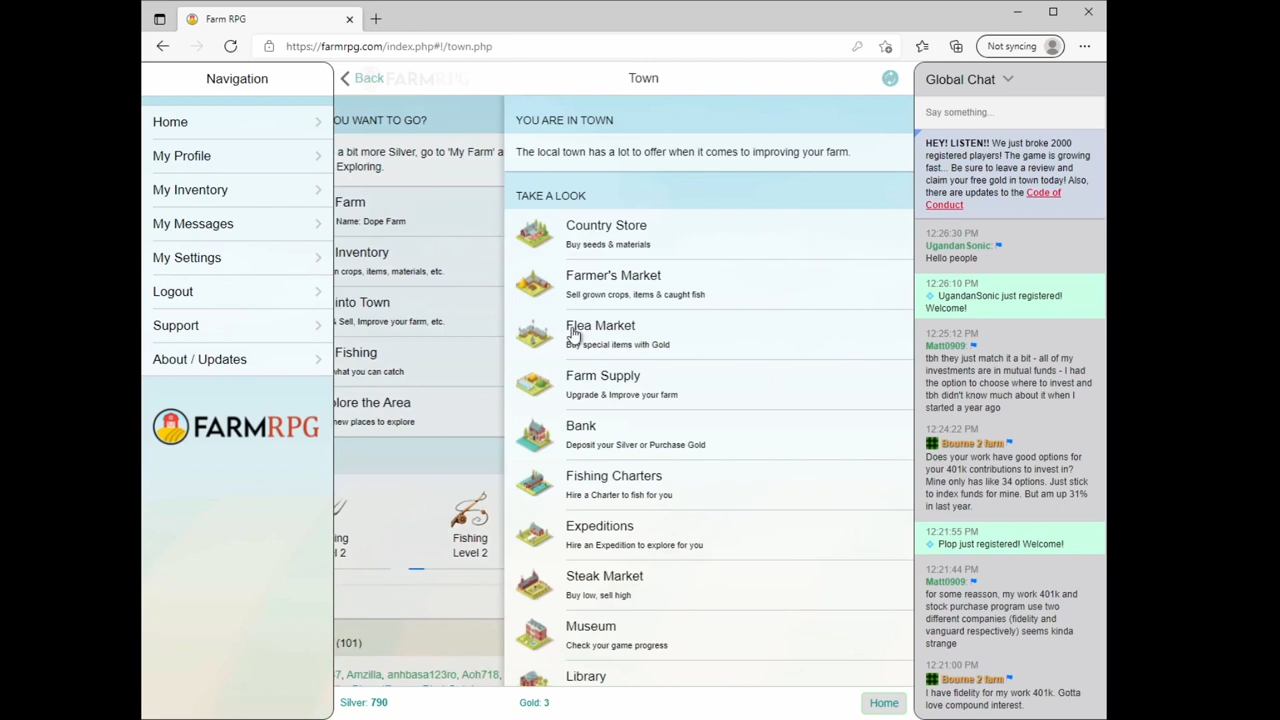 Farm RPG
https://farmrpg.com/index.php#!/town.php
Not syncing
Navigation
Home
My Profile
My Inventory
My Messages
My Settings
Logout
Support
About / Updates
FARMRPG
Back
FARMRPG
Town
OU WANT TO GO?
a bit more Silver, go to 'My Farm' a
Exploring.
Farm
Name: Dope Farm
Inventory
n crops, items, materials, etc.
into Town
& Sell, Improve your farm, etc.
Fishing
what you can catch
lore the Area
new places to explore
ing
vel 2
Fishing
Level 2
(101)
7, Amzilla, anhbasa123ro, Aoh718,
YOU ARE IN TOWN
The local town has a lot to offer when it comes to improving your farm.
TAKE A LOOK
Country Store
Buy seeds & materials
Farmer's Market
Sell grown crops, items & caught fish
Flea Market
Buy special items with Gold
Farm Supply
Upgrade & Improve your farm
Bank
Deposit your Silver or Purchase Gold
Fishing Charters
Hire a Charter to fish for you
Expeditions
Hire an Expedition to explore for you
Steak Market
Buy low, sell high
Museum
Check your game progress
Library
Silver: 790
Gold: 3
Home
Global Chat
Say something...
HEY! LISTEN!! We just broke 2000
registered players! The game is growing
fast... Be sure to leave a review and
claim your free gold in town today! Also,
there are updates to the Code of
Conduct
12:26:30 PM
UgandanSonic:
Hello people
12:26:10 PM
UgandanSonic just registered!
Welcome!
12:25:12 PM
Matt0909:
tbh they just match it a bit - all of my
investments are in mutual funds - I had
the option to choose where to invest and
tbh didn't know much about it when I
started a year ago
12:24:22 PM
Bourne 2 farm
Does your work have good options for
your 401k contributions to invest in?
Mine only has like 34 options. Just stick
to index funds for mine. But am up 31%
in last year.
12:21:55 PM
Plop just registered! Welcome!
12:21:44 PM
Matt0909:
for some reason, my work 401k and
stock purchase program use two
different companies (fidelity and
vanguard respectively) seems kinda
strange
12:21:00 PM
Bourne 2 farm
I have fidelity for my work 401k. Gotta
love compound interest.